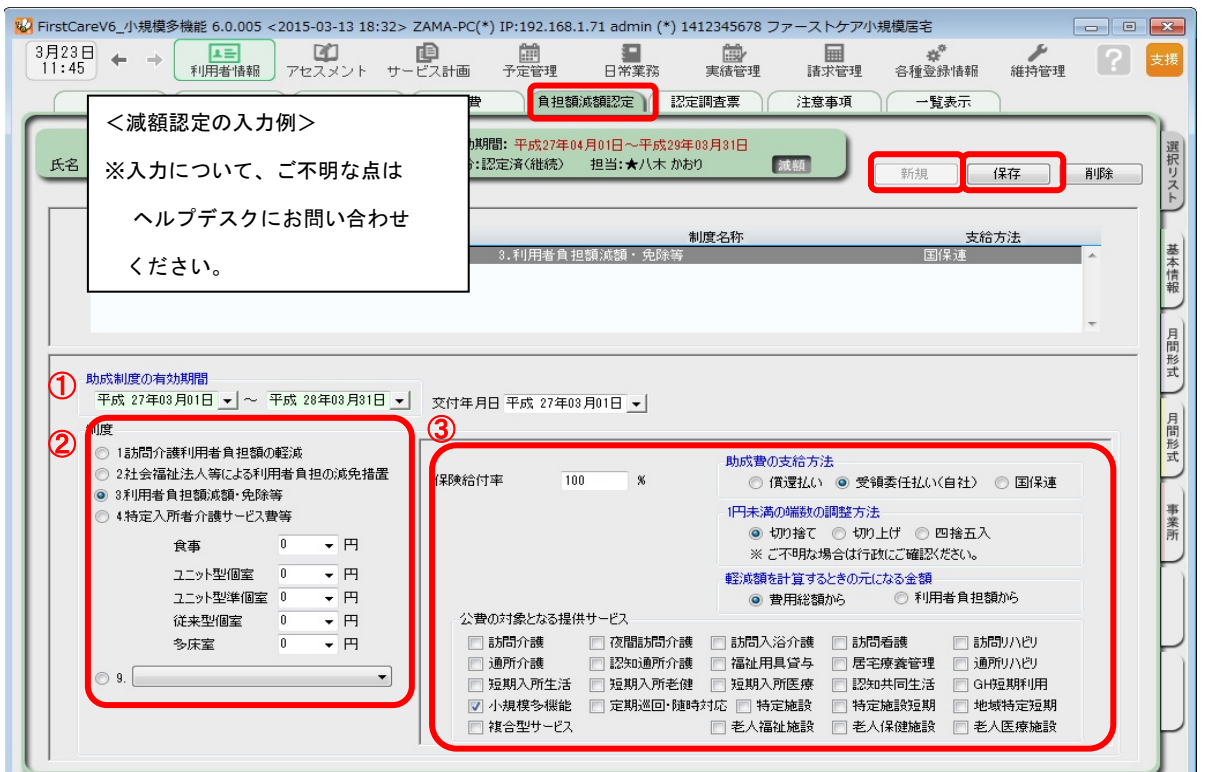 FirstCareV6_小規模多機能 6.0.005 <2015-03-13 18:32> ZAMA-PC(*) IP:192.168.1.71 admin (*) 1412345678 ファーストケア小規模居宅
3月23日
11:45
利用者情報 アセスメント サービス計画 予定管理 日常業務 実績管理 請求管理 各種登録情報 維持管理 ? 支援
費 負担額減額認定 認定調査票 注意事項 一覧表示
<減額認定の入力例>
※入力について、ご不明な点は
ヘルプデスクにお問い合わせ
ください。
氏名
期間: 平成27年04月01日~平成29年03月31日
:認定済(継続) 担当:★八木 かおり 減額
新規 保存 削除
選択リスト
基本情報
月間形式
月間形式
事業所
制度名称 支給方法
3.利用者負担額減額・免除等 国保連
① 助成制度の有効期間
平成 27年03月01日 ~ 平成 28年03月31日 交付年月日 平成 27年03月01日
② 制度
1訪問介護利用者負担額の軽減
2社会福祉法人等による利用者負担の減免措置
3利用者負担額減額・免除等
4.特定入所者介護サービス費等
食事 0 円
ユニット型個室 0 円
ユニット型準個室 0 円
従来型個室 0 円
多床室 0 円
9.
③
保険給付率 100 %
助成費の支給方法
償還払い 受領委任払い(自社) 国保連
1円未満の端数の調整方法
切り捨て 切り上げ 四捨五入
※ ご不明な場合は行政にご確認ください。
軽減額を計算するときの元になる金額
費用総額から 利用者負担額から
公費の対象となる提供サービス
訪問介護 夜間訪問介護 訪問入浴介護 訪問看護 訪問リハビリ
通所介護 認知通所介護 福祉用具貸与 居宅療養管理 通所リハビリ
短期入所生活 短期入所老健 短期入所医療 認知共同生活 GH短期利用
小規模多機能 定期巡回・随時対応 特定施設 特定施設短期 地域特定短期
複合型サービス 老人福祉施設 老人保健施設 老人医療施設